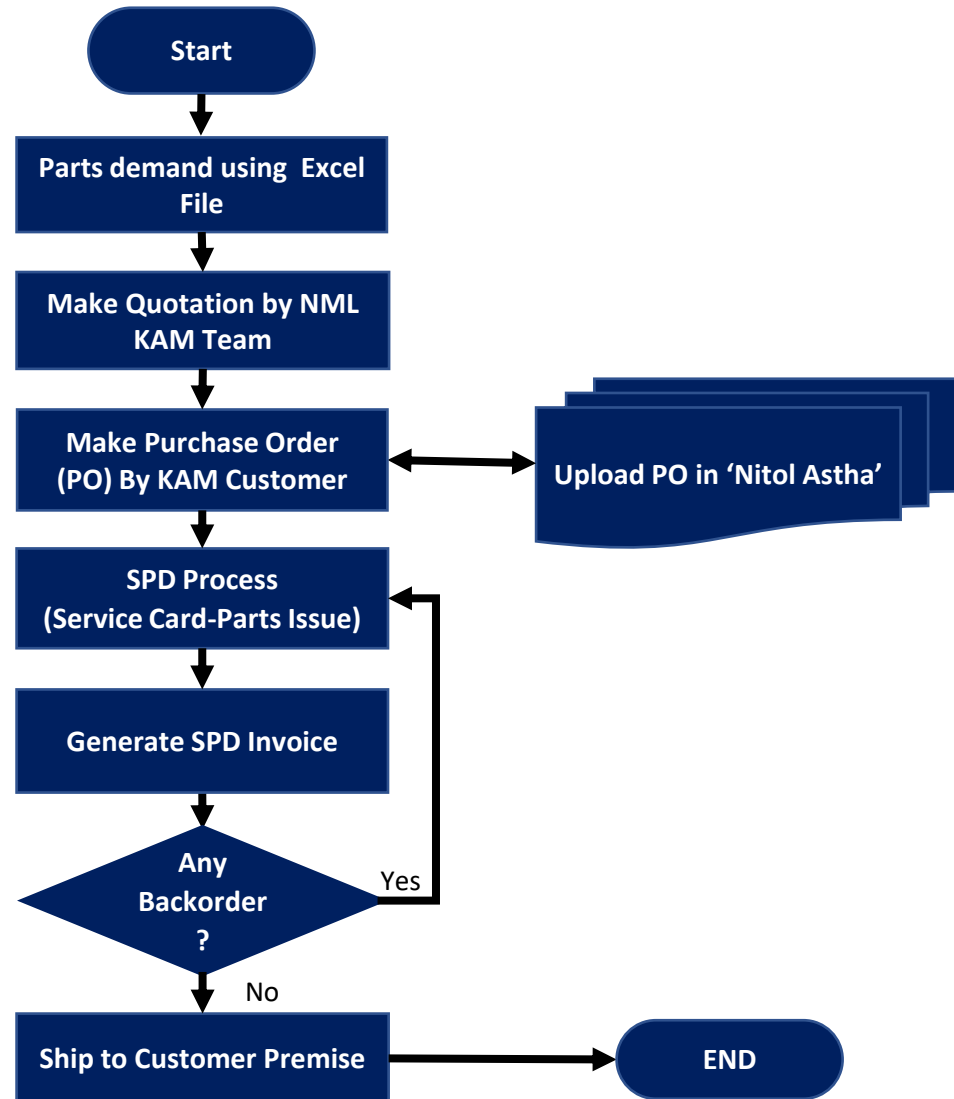 Start
Parts demand using  Excel
File
Make Quotation by NML
KAM Team
Make Purchase Order
(PO) By KAM Customer
Upload PO in ‘Nitol Astha’
SPD Process
(Service Card-Parts Issue)
Generate SPD Invoice
Any
Backorder
?
Yes
No
Ship to Customer Premise
END